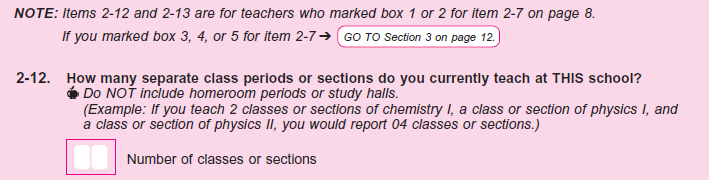 NOTE: Items 2-12 and 2-13 are for teachers who marked box 1 or 2 for item 2-7 on page 8.
If you marked box 3, 4, or 5 for item 2-7 ➔ GO TO Section 3 on page 12.
2-12. How many separate class periods or sections do you currently teach at THIS school?
Do NOT include homeroom periods or study halls.
(Example: If you teach 2 classes or sections of chemistry I, a class or section of physics I, and
a class or section of physics II, you would report 04 classes or sections.)
Number of classes or sections